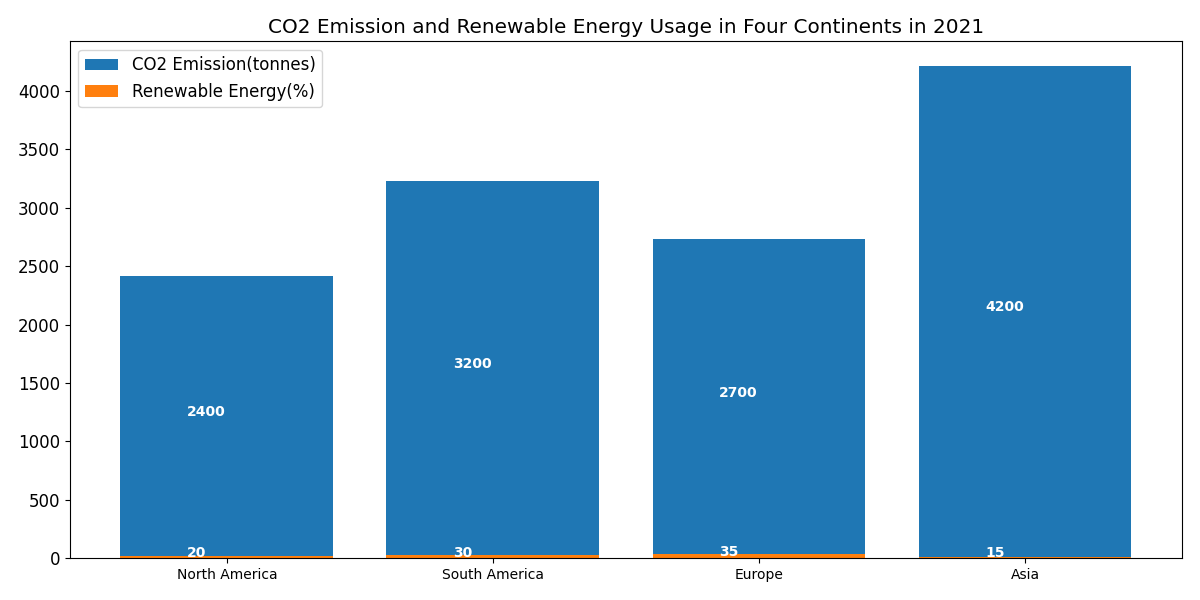 CO2 Emission and Renewable Energy Usage in Four Continents in 2021
CO2 Emission(tonnes)
Renewable Energy(%)
4000
3500
3000
2500
2000
1500
1000
500
0
2400
3200
2700
4200
20
30
35
15
North America
South America
Europe
Asia